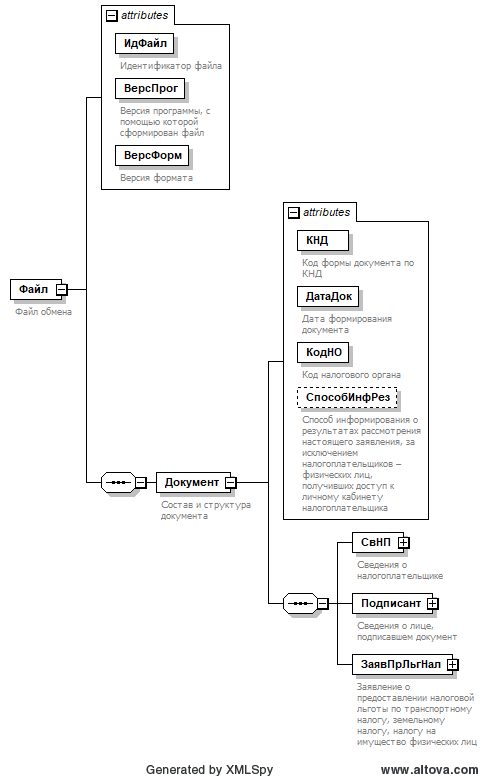 attributes
ИдФайл
Идентификатор файла
ВерсПрог
Версия программы, с
помощью которой
сформирован файл
ВерсФорм
Версия формата
Файл
Файл обмена
Документ
Состав и структура
документа
attributes
КНД
Код формы документа по
КНД
ДатаДок
Дата формирования
документа
КодНО
Код налогового органа
СпособИнфРез
Способ информирования о
результатах рассмотрения
настоящего заявления, за
исключением
налогоплательщиков –
физических лиц,
получивших доступ к
личному кабинету
налогоплательщика
СвНП
Сведения о
налогоплательщике
Подписант
Сведения о лице,
подписавшем документ
ЗаявПрЛьгНал
Заявление о
предоставлении налоговой
льготы по транспортному
налогу, земельному
налогу, налогу на
имущество физических лиц
Generated by XMLSpy
www.altova.com